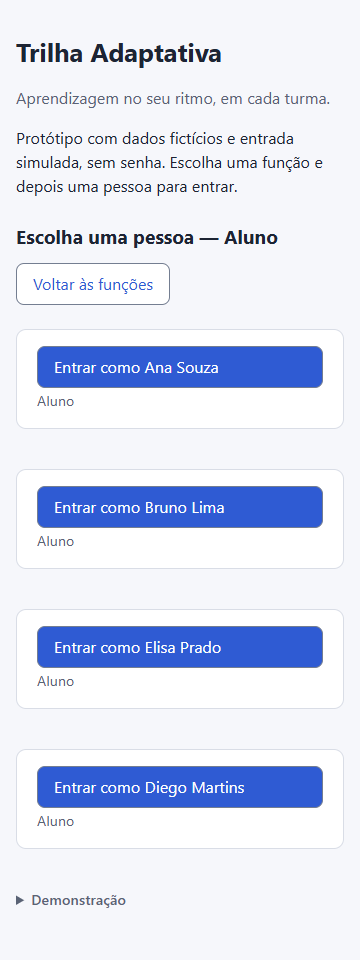 Trilha Adaptativa
Aprendizagem no seu ritmo, em cada turma.
Protótipo com dados fictícios e entrada
simulada, sem senha. Escolha uma função e
depois uma pessoa para entrar.
Escolha uma pessoa — Aluno
Voltar às funções
Entrar como Ana Souza
Aluno
Entrar como Bruno Lima
Aluno
Entrar como Elisa Prado
Aluno
Entrar como Diego Martins
Aluno
Demonstração